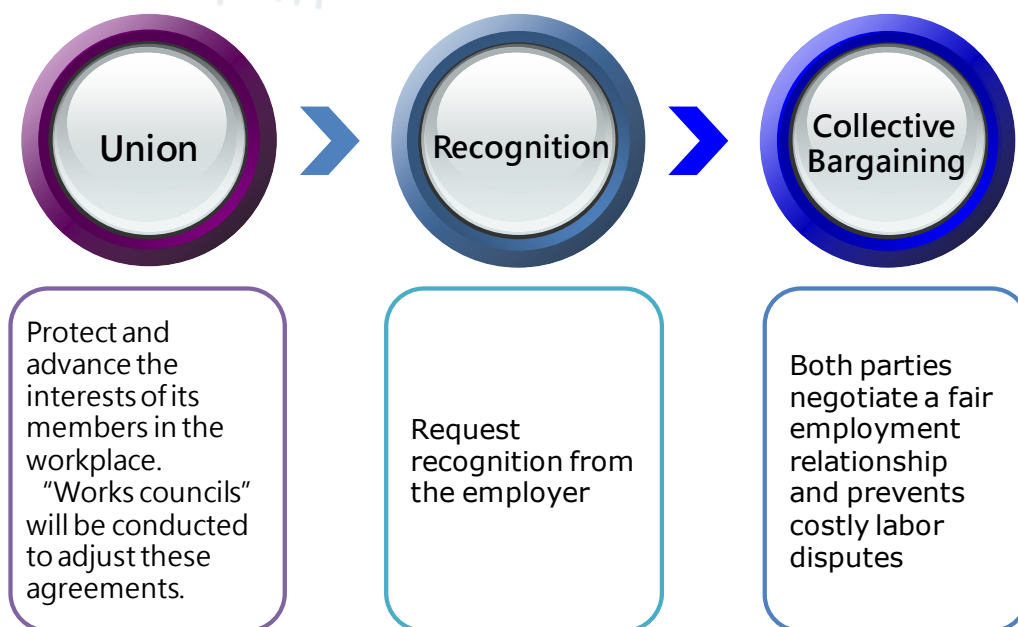 Union
Recognition
Collective
Bargaining
Protect and
advance the
interests of its
members in the
workplace.
"Works councils"
will be conducted
to adjust these
agreements.
Request
recognition from
the employer
Both parties
negotiate a fair
employment
relationship
and prevents
costly labor
disputes